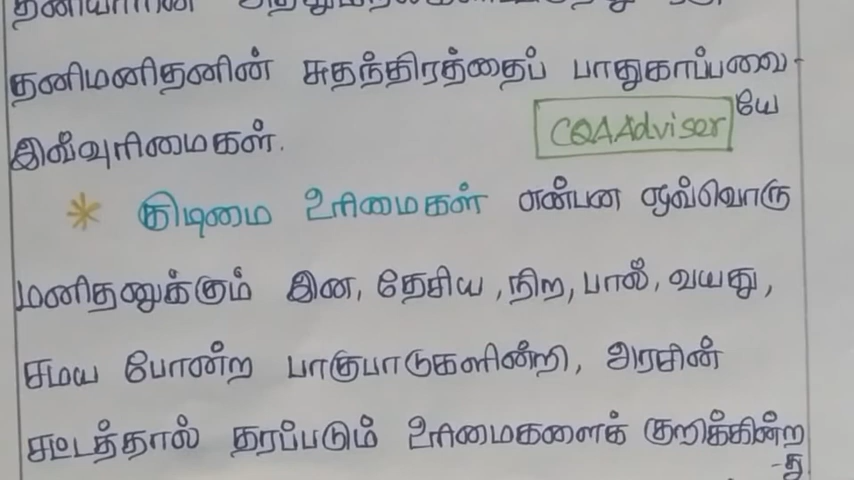 தனிமனிதனின் சுதந்திரத்தைப் பாதுகாப்பவை-
யே
இவ்வுரிமைகள்.
CQAAdviser
* குடிமை உரிமைகள் என்பன ஒவ்வொரு
மனிதனுக்கும் இன, தேசிய, நிற, பால், வயது,
சமய போன்ற பாகுபாடுகளின்றி, அரசின்
சட்டத்தால் தரப்படும் உரிமைகளைக் குறிக்கின்ற
-து